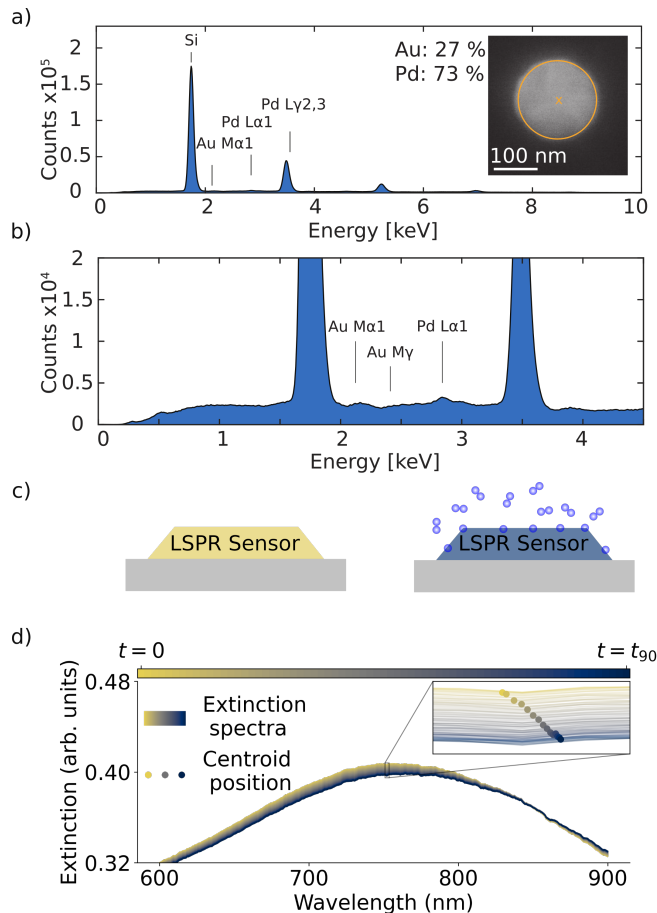 a)
2
1.5
1
0.5
0
Counts x10⁵
Si
Au Mα1
Pd Lα1
Pd Lγ2,3
Au: 27 %
Pd: 73 %
100 nm
0 2 4 6 8 10
Energy [keV]
b)
2
1.5
1
0.5
0
Counts x10⁴
Au Mα1
Au Mγ
Pd Lα1
0 1 2 3 4
Energy [keV]
c)
LSPR Sensor
LSPR Sensor
d)
t = 0
t = t₉₀
0.48
0.40
0.32
Extinction (arb. units)
Extinction
spectra
Centroid
position
600 700 800 900
Wavelength (nm)